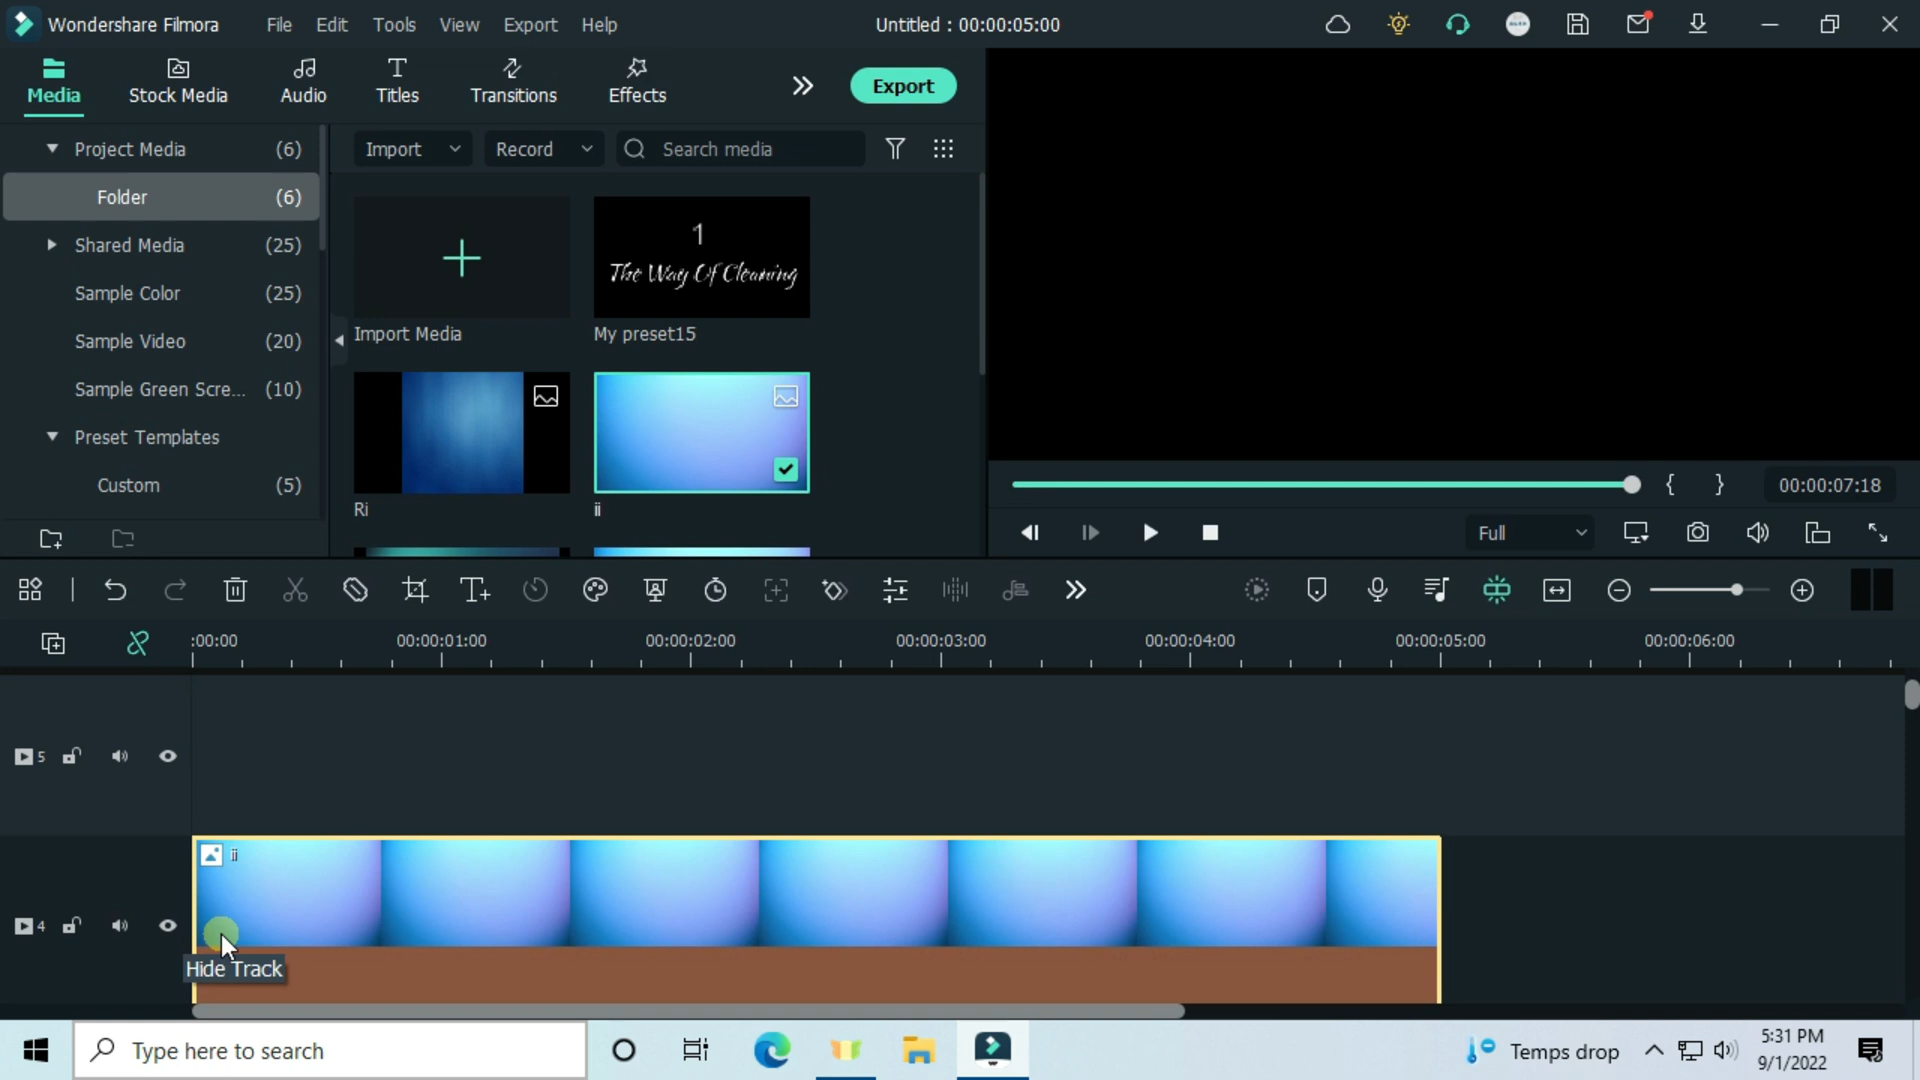 Wondershare Filmora File Edit Tools View Export Help Untitled : 00:00:05:00
Media Stock Media Audio Titles Transitions Effects Export
Project Media (6)
Folder (6)
Shared Media (25)
Sample Color (25)
Sample Video (20)
Sample Green Scre... (10)
Preset Templates
Custom (5)
Import Record Search media
1
The Way Of Cleaning
Import Media My preset15
Ri ii
00:00:07:18
Full
:00:00 00:00:01:00 00:00:02:00 00:00:03:00 00:00:04:00 00:00:05:00 00:00:06:00
5
ii
4
Hide Track
Type here to search Temps drop 5:31 PM
9/1/2022